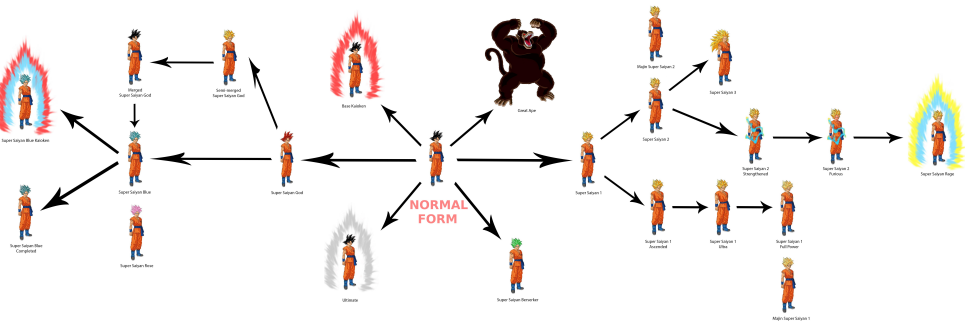 Majin Super Saiyan 2
Merged
Super Saiyan God
Semi merged
Super Saiyan God
Base Kaioken
Great Ape
Super Saiyan 3
Super Saiyan Blue Kaioken
Super Saiyan 2
Super Saiyan Blue
Super Saiyan God
NORMAL
FORM
Super Saiyan 1
Super Saiyan 2
Strengthened
Super Saiyan 2
Furious
Super Saiyan Rage
Super Saiyan Blue
Completed
Super Saiyan Rose
Ultimate
Super Saiyan Berserker
Super Saiyan 1
Ascended
Super Saiyan 1
Ultra
Super Saiyan 1
Full Power
Majin Super Saiyan 1